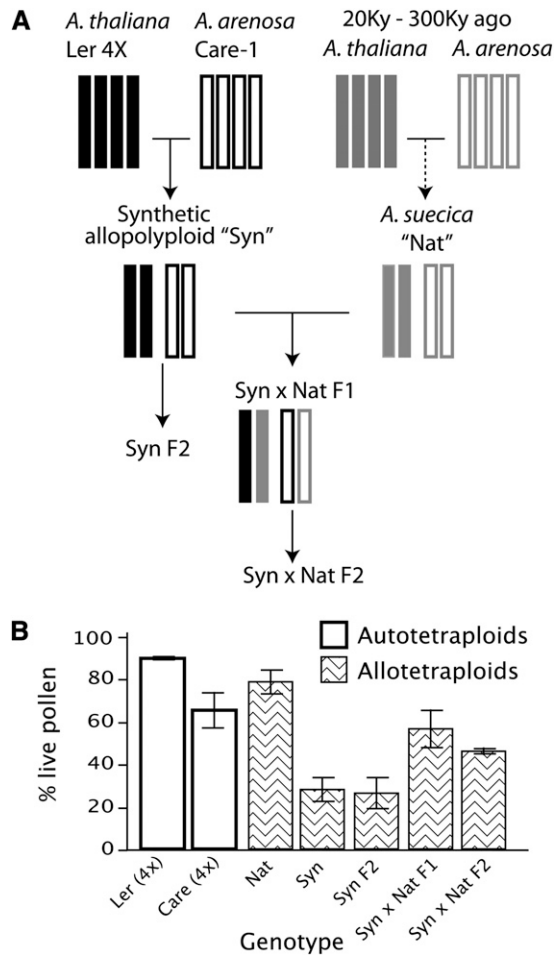 A
A. thaliana
Ler 4X
A. arenosa
Care-1
20Ky - 300Ky ago
A. thaliana
A. arenosa
Synthetic
allopolyploid "Syn"
A. suecica
"Nat"
Syn x Nat F1
Syn F2
Syn x Nat F2
B
% live pollen
100
80
60
40
20
0
Autotetraploids
Allotetraploids
Ler (4x)
Care (4x)
Nat
Syn
Syn F2
Syn x Nat F1
Syn x Nat F2
Genotype